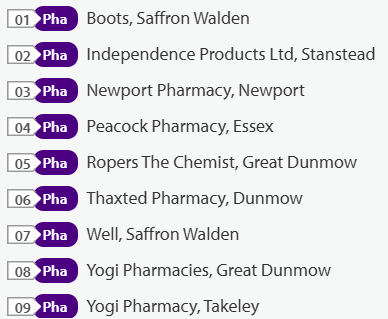 01 Pha Boots, Saffron Walden
02 Pha Independence Products Ltd, Stanstead
03 Pha Newport Pharmacy, Newport
04 Pha Peacock Pharmacy, Essex
05 Pha Ropers The Chemist, Great Dunmow
06 Pha Thaxted Pharmacy, Dunmow
07 Pha Well, Saffron Walden
08 Pha Yogi Pharmacies, Great Dunmow
09 Pha Yogi Pharmacy, Takeley